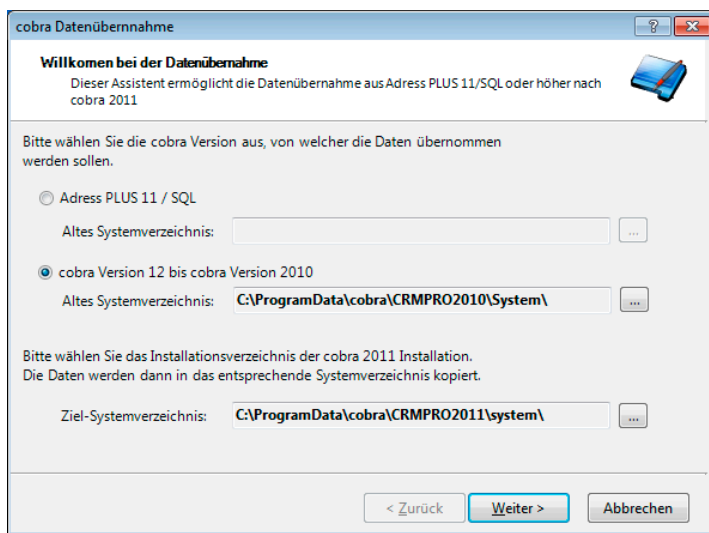 cobra Datenübernnahme
Willkomen bei der Datenübernahme
Dieser Assistent ermöglicht die Datenübernahme aus Adress PLUS 11/SQL oder höher nach
cobra 2011
Bitte wählen Sie die cobra Version aus, von welcher die Daten übernommen
werden sollen.
Adress PLUS 11 / SQL
Altes Systemverzeichnis:
...
cobra Version 12 bis cobra Version 2010
Altes Systemverzeichnis: C:\ProgramData\cobra\CRMPRO2010\System\ ...
Bitte wählen Sie das Installationsverzeichnis der cobra 2011 Installation.
Die Daten werden dann in das entsprechende Systemverzeichnis kopiert.
Ziel-Systemverzeichnis: C:\ProgramData\cobra\CRMPRO2011\system\ ...
< Zurück Weiter > Abbrechen